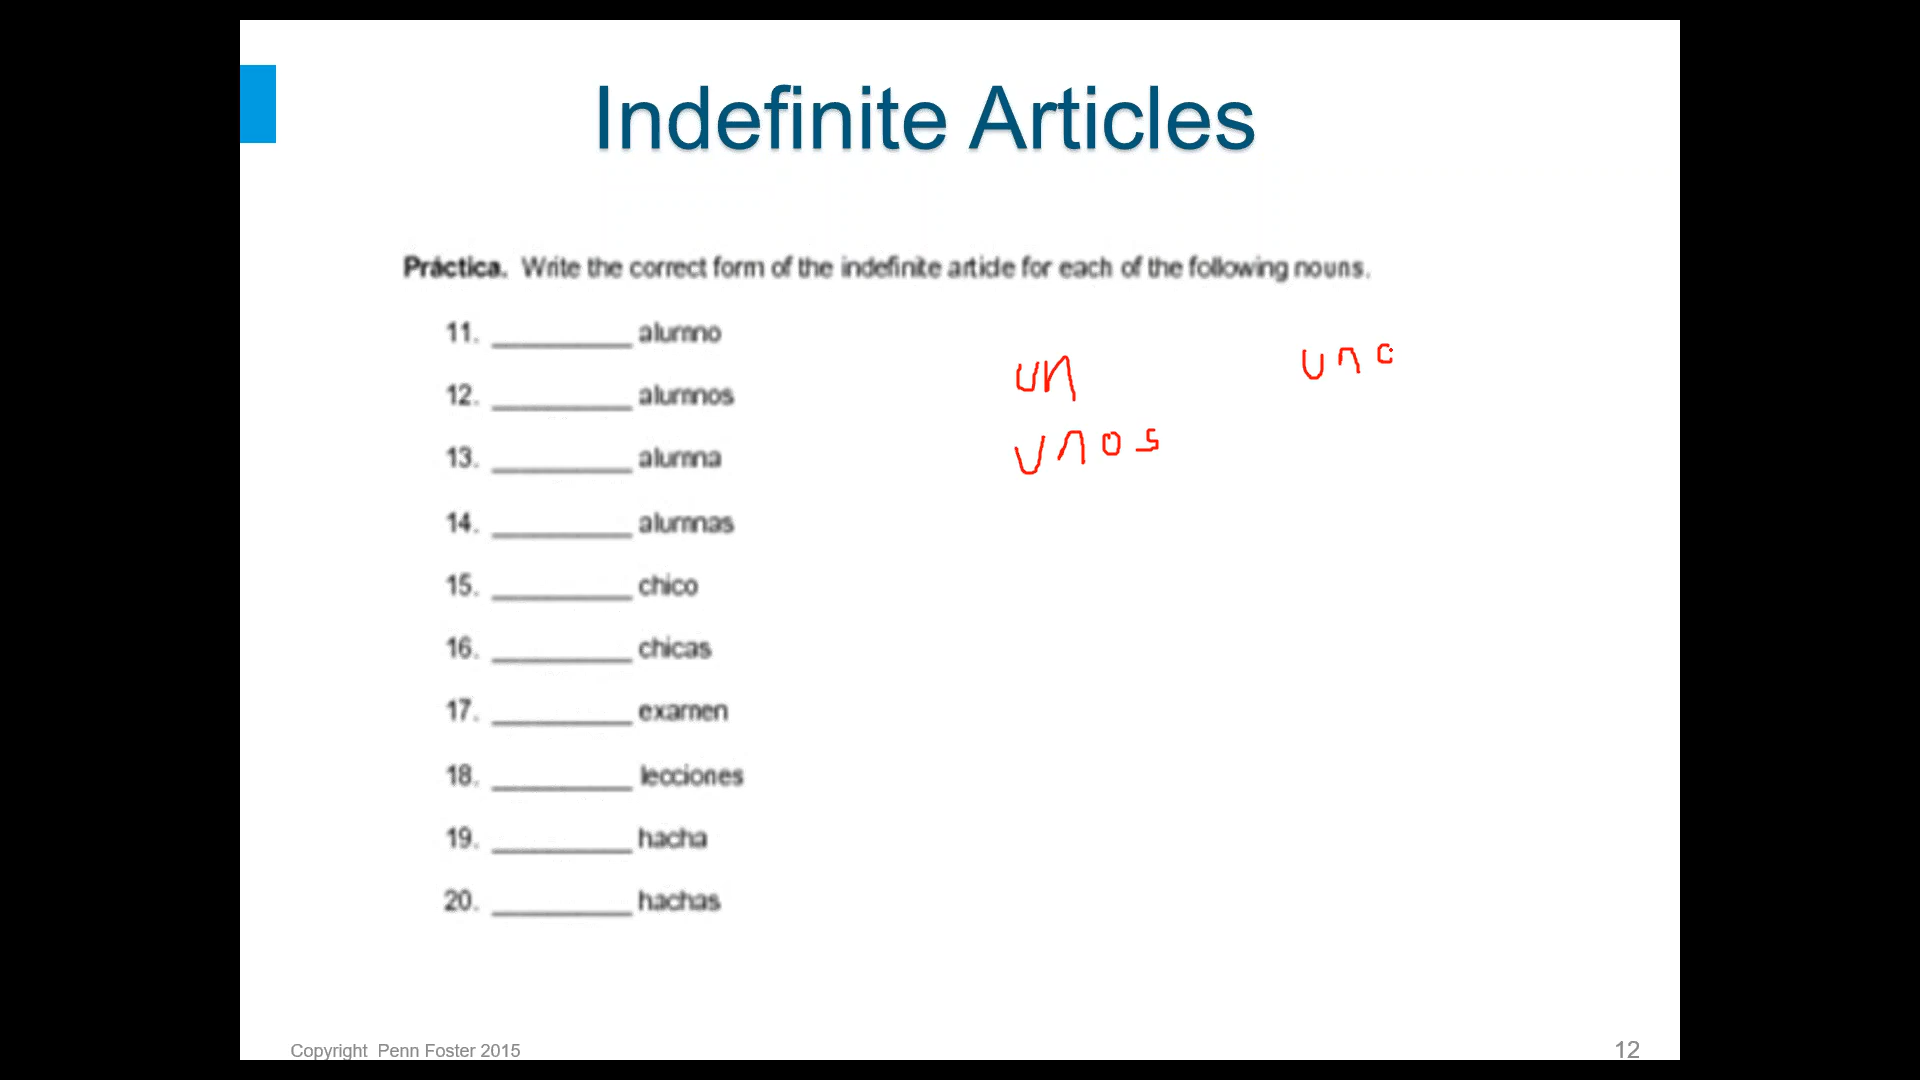 Indefinite Articles
Práctica. Write the correct form of the indefinite article for each of the following nouns.
11. __________ alumno
12. __________ alumnos
13. __________ alumna
14. __________ alumnas
15. __________ chico
16. __________ chicas
17. __________ examen
18. __________ lecciones
19. __________ hacha
20. __________ hachas
un
unos
Copyright Penn Foster 2015
12